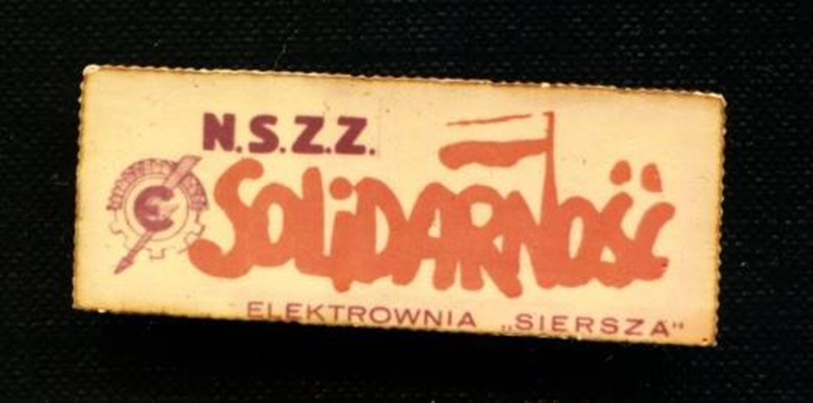 N.S.Z.Z.
SOLiDARNOŚĆ
ELEKTROWNIA „SIERSZA"